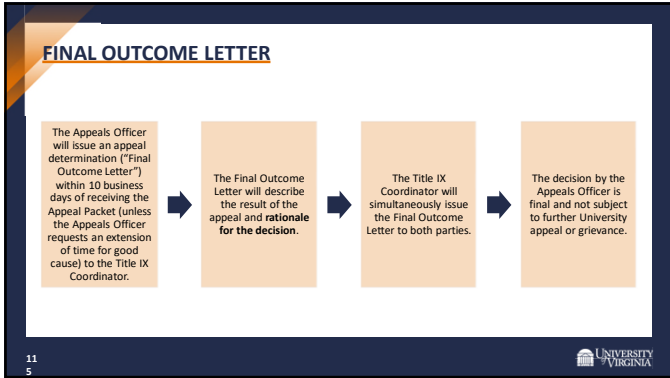 FINAL OUTCOME LETTER
The Appeals Officer
will issue an appeal
determination (“Final
Outcome Letter”)
within 10 business
days of receiving the
Appeal Packet (unless
the Appeals Officer
requests an extension
of time for good
cause) to the Title IX
Coordinator.
The Final Outcome
Letter will describe
the result of the
appeal and rationale
for the decision.
The Title IX
Coordinator will
simultaneously issue
the Final Outcome
Letter to both parties.
The decision by the
Appeals Officer is
final and not subject
to further University
appeal or grievance.
11
5
UNIVERSITY
of VIRGINIA